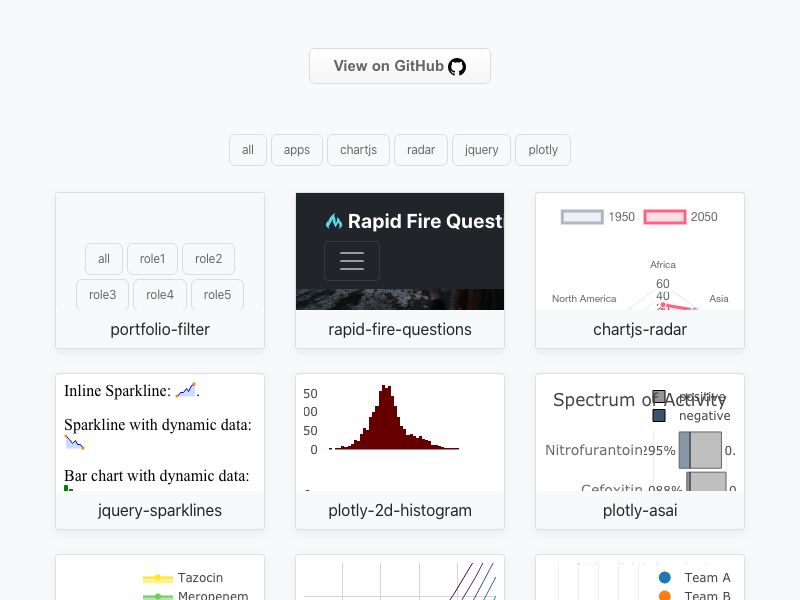 View on GitHub
all apps chartjs radar jquery plotly
all role1 role2
role3 role4 role5
portfolio-filter
Rapid Fire Questi
rapid-fire-questions
1950 2050
Africa
60
40
North America Asia
chartjs-radar
Inline Sparkline: .
Sparkline with dynamic data:
Bar chart with dynamic data:
jquery-sparklines
50
00
50
0
plotly-2d-histogram
Spectrum of Activity
positive
negative
Nitrofurantoin 295% 0.
Cefoxitin 088% 0
plotly-asai
Tazocin
Meropenem
Team A
Team B